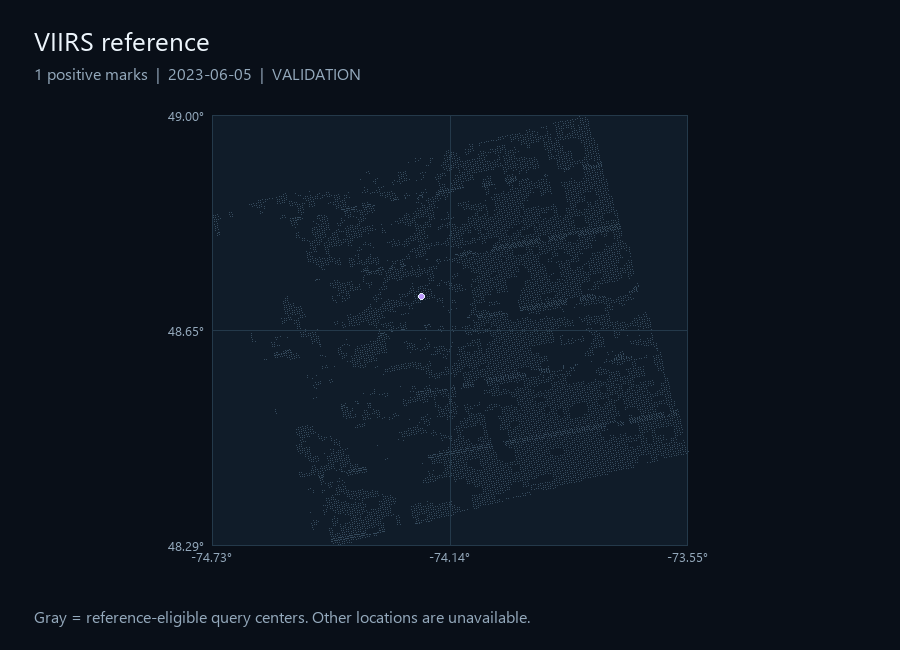 VIIRS reference
1 positive marks | 2023-06-05 | VALIDATION
49.00°
48.65°
48.29°
-74.73°
-74.14°
-73.55°
Gray = reference-eligible query centers. Other locations are unavailable.